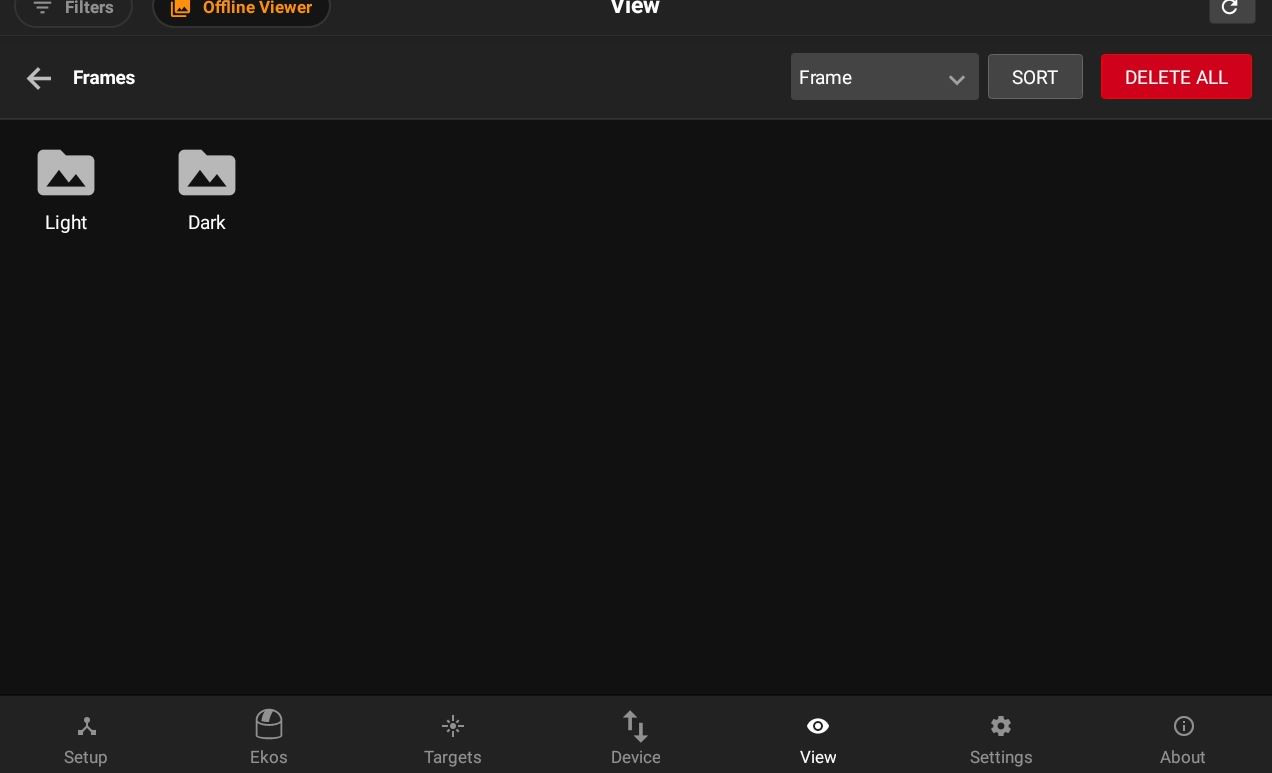 Filters Offline Viewer View
Frames Frame SORT DELETE ALL
Light Dark
Setup Ekos Targets Device View Settings About